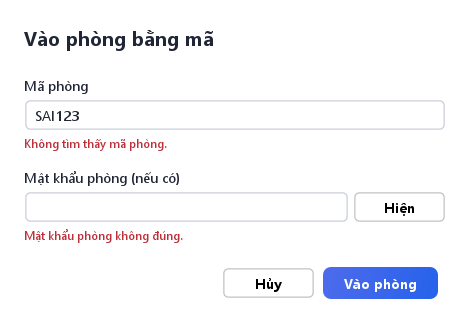 Vào phòng bằng mã
Mã phòng
SAI123
Không tìm thấy mã phòng.
Mật khẩu phòng (nếu có)
Hiện
Mật khẩu phòng không đúng.
Hủy
Vào phòng